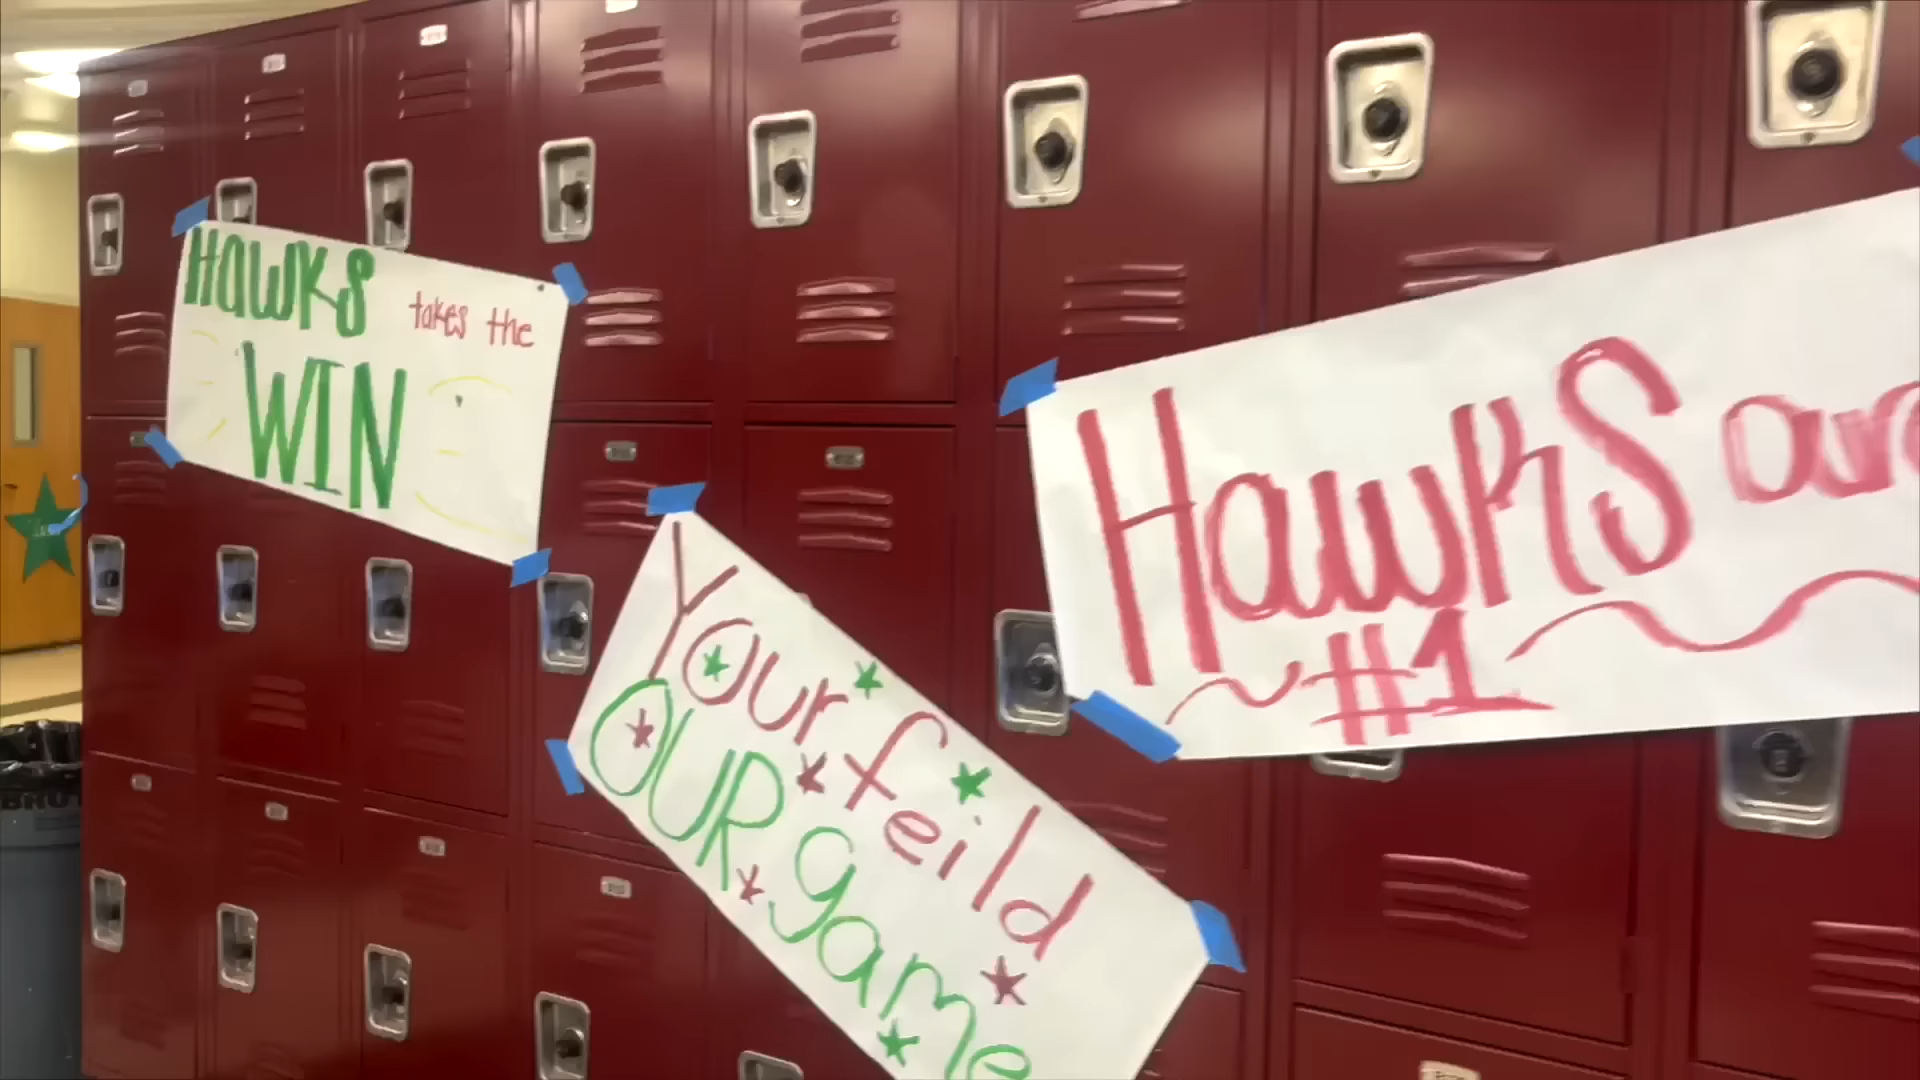 HAWKS takes the
WIN
Your feild
OUR game
Hawks are
#1